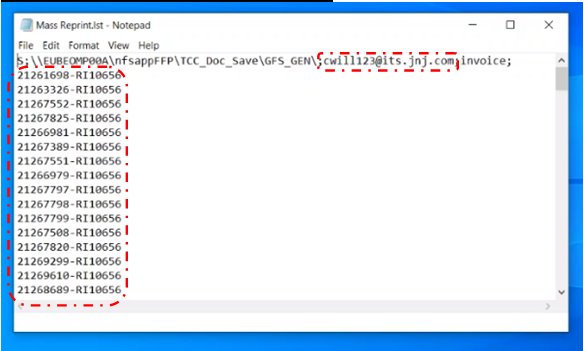 Mass Reprint.lst - Notepad
File Edit Format View Help
S;\\EUBEOMP00A\nfsappFFP\TCC_Doc_Save\GFS_GEN\;cwill123@its.jnj.com;invoice;
21261698-RI10656
21263326-RI10656
21267552-RI10656
21267825-RI10656
21266981-RI10656
21267389-RI10656
21267551-RI10656
21266979-RI10656
21267797-RI10656
21267798-RI10656
21267799-RI10656
21267508-RI10656
21267820-RI10656
21269299-RI10656
21269610-RI10656
21268689-RI10656